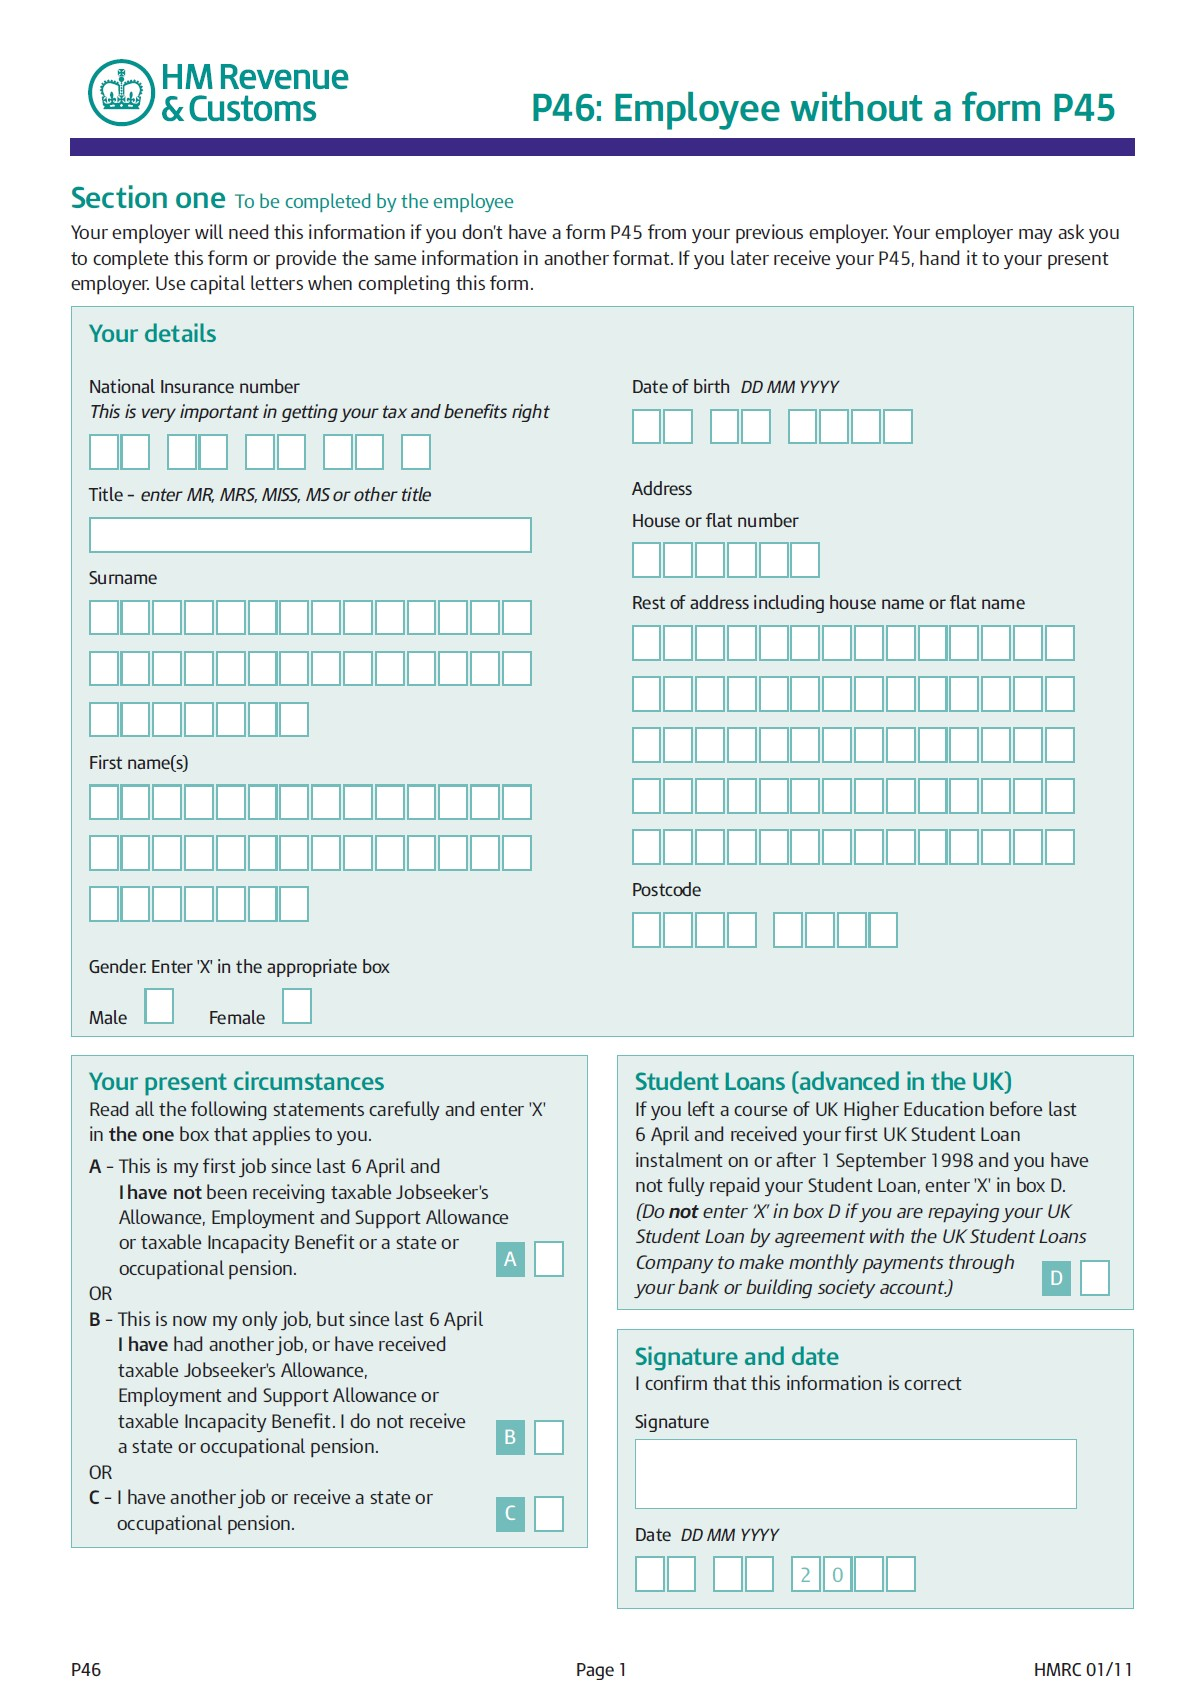 HM Revenue
& Customs
P46: Employee without a form P45
Section one To be completed by the employee
Your employer will need this information if you don't have a form P45 from your previous employer. Your employer may ask you
to complete this form or provide the same information in another format. If you later receive your P45, hand it to your present
employer. Use capital letters when completing this form.
Your details
National Insurance number
This is very important in getting your tax and benefits right
Title – enter MR, MRS, MISS, MS or other title
Surname
First name(s)
Gender. Enter 'X' in the appropriate box
Male Female
Date of birth DD MM YYYY
Address
House or flat number
Rest of address including house name or flat name
Postcode
Your present circumstances
Read all the following statements carefully and enter 'X'
in the one box that applies to you.
A – This is my first job since last 6 April and
I have not been receiving taxable Jobseeker's
Allowance, Employment and Support Allowance
or taxable Incapacity Benefit or a state or
occupational pension. A
OR
B – This is now my only job, but since last 6 April
I have had another job, or have received
taxable Jobseeker's Allowance,
Employment and Support Allowance or
taxable Incapacity Benefit. I do not receive
a state or occupational pension. B
OR
C – I have another job or receive a state or
occupational pension. C
Student Loans (advanced in the UK)
If you left a course of UK Higher Education before last
6 April and received your first UK Student Loan
instalment on or after 1 September 1998 and you have
not fully repaid your Student Loan, enter 'X' in box D.
(Do not enter ‘X’ in box D if you are repaying your UK
Student Loan by agreement with the UK Student Loans
Company to make monthly payments through
your bank or building society account.) D
Signature and date
I confirm that this information is correct
Signature
Date DD MM YYYY
2 0
P46 Page 1 HMRC 01/11